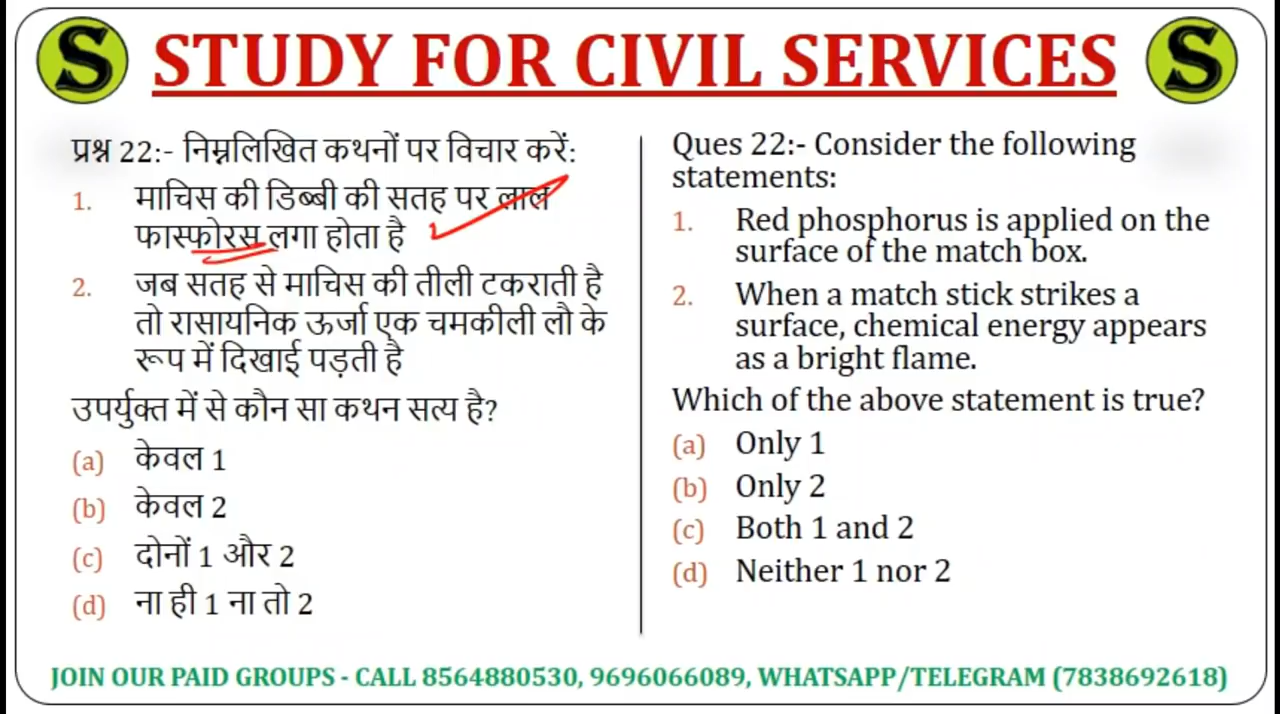 S STUDY FOR CIVIL SERVICES S
प्रश्न 22:- निम्नलिखित कथनों पर विचार करें:
1. माचिस की डिब्बी की सतह पर लाल
फास्फोरस लगा होता है
2. जब सतह से माचिस की तीली टकराती है
तो रासायनिक ऊर्जा एक चमकीली लौ के
रूप में दिखाई पड़ती है
उपर्युक्त में से कौन सा कथन सत्य है?
(a) केवल 1
(b) केवल 2
(c) दोनों 1 और 2
(d) ना ही 1 ना तो 2
Ques 22:- Consider the following
statements:
1. Red phosphorus is applied on the
surface of the match box.
2. When a match stick strikes a
surface, chemical energy appears
as a bright flame.
Which of the above statement is true?
(a) Only 1
(b) Only 2
(c) Both 1 and 2
(d) Neither 1 nor 2
JOIN OUR PAID GROUPS - CALL 8564880530, 9696066089, WHATSAPP/TELEGRAM (7838692618)